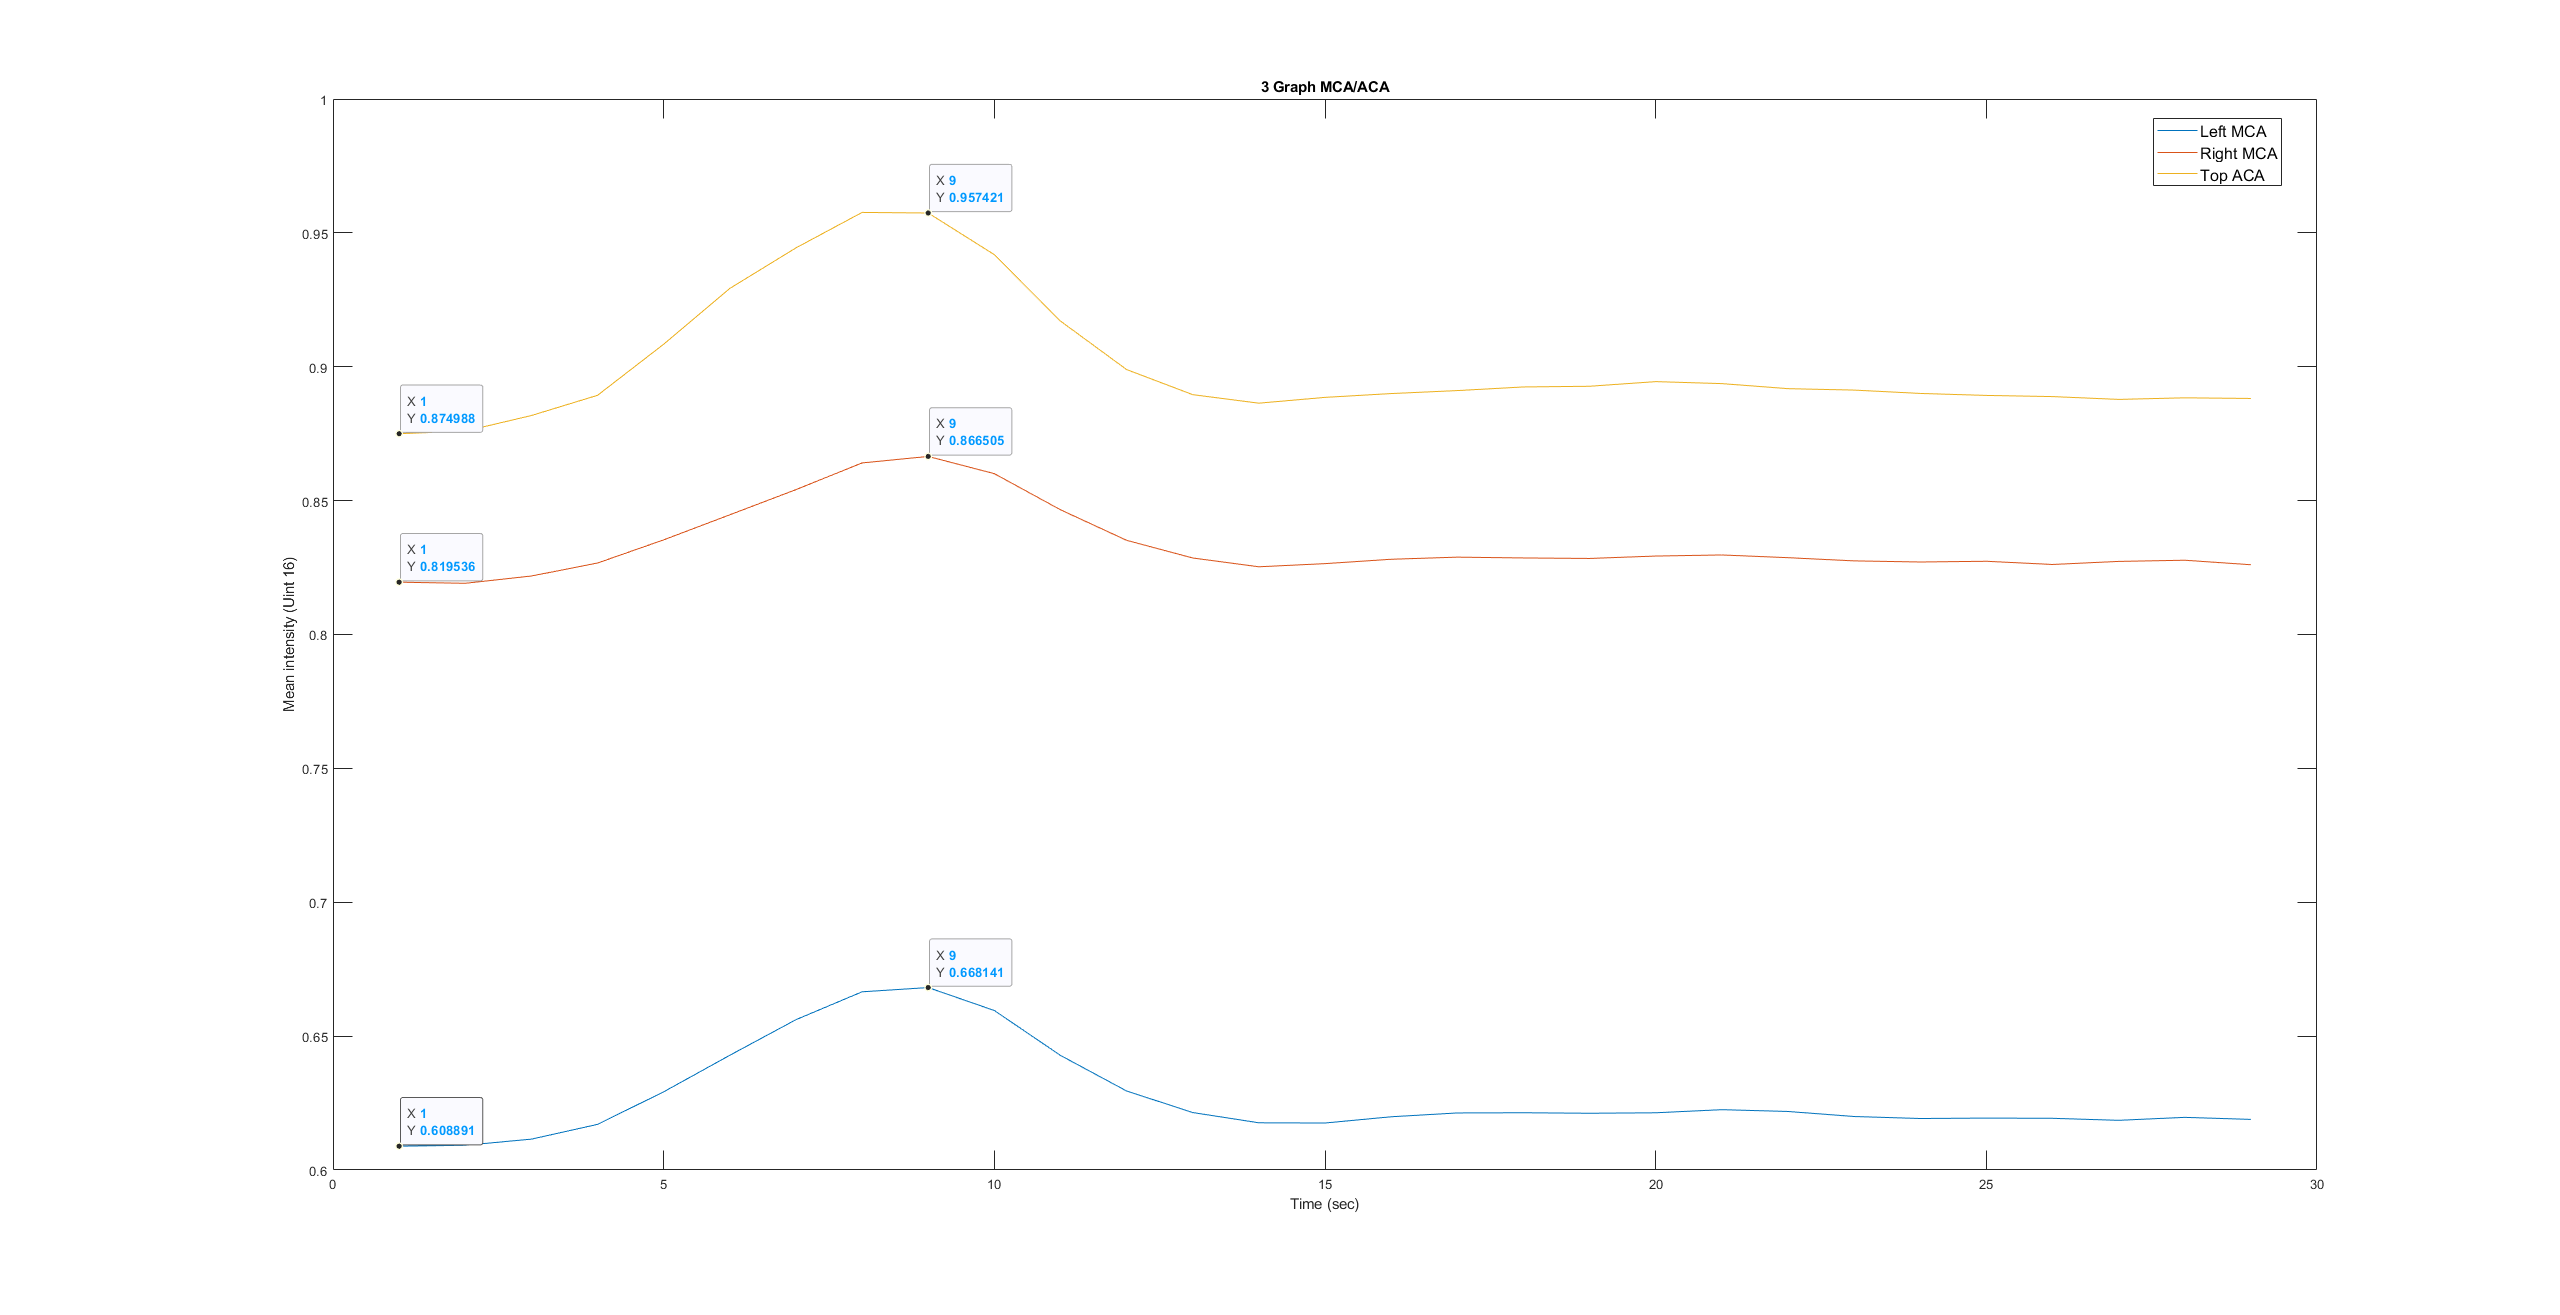 3 Graph MCA/ACA
Left MCA
Right MCA
Top ACA
X 9
Y 0.957421
X 1
Y 0.874988
X 9
Y 0.866505
X 1
Y 0.819536
X 9
Y 0.668141
X 1
Y 0.608891
1
0.95
0.9
0.85
0.8
0.75
0.7
0.65
0.6
Mean intensity (Uint 16)
0 5 10 15 20 25 30
Time (sec)